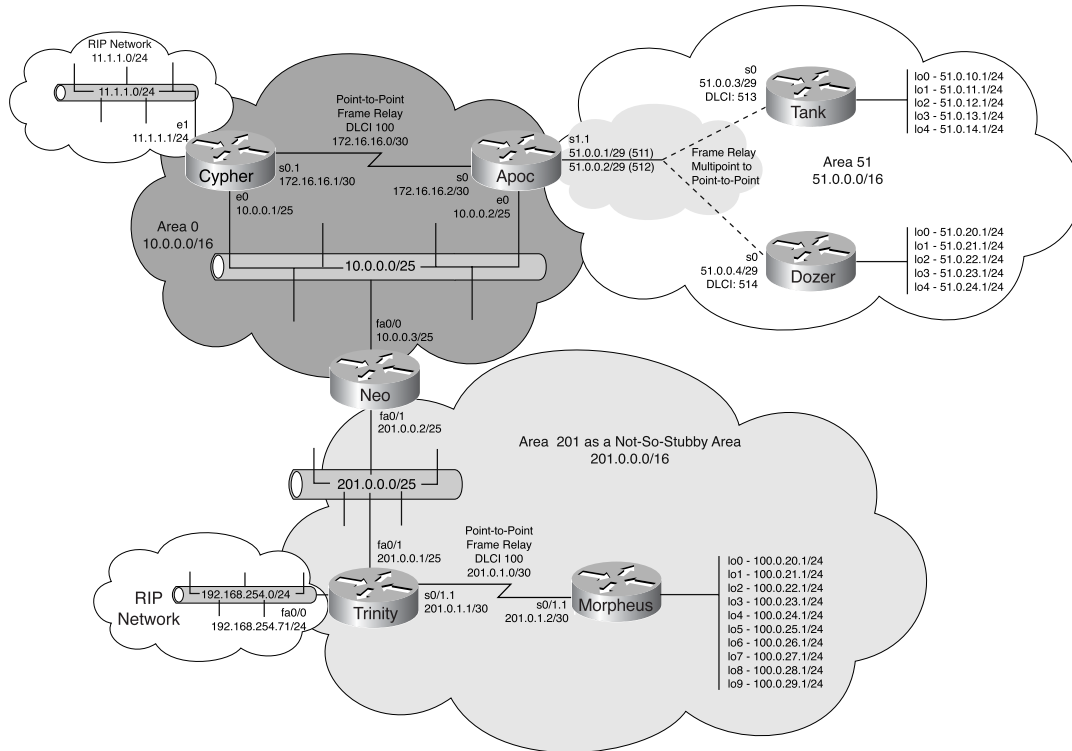 RIP Network
11.1.1.0/24
11.1.1.0/24
e1
11.1.1.1/24
Point-to-Point
Frame Relay
DLCI 100
172.16.16.0/30
Cypher
s0.1
172.16.16.1/30
e0
10.0.0.1/25
s0
172.16.16.2/30
Apoc
e0
10.0.0.2/25
s1.1
51.0.0.1/29 (511)
51.0.0.2/29 (512)
Frame Relay
Multipoint to
Point-to-Point
s0
51.0.0.3/29
DLCI: 513
Tank
lo0 - 51.0.10.1/24
lo1 - 51.0.11.1/24
lo2 - 51.0.12.1/24
lo3 - 51.0.13.1/24
lo4 - 51.0.14.1/24
Area 51
51.0.0.0/16
s0
51.0.0.4/29
DLCI: 514
Dozer
lo0 - 51.0.20.1/24
lo1 - 51.0.21.1/24
lo2 - 51.0.22.1/24
lo3 - 51.0.23.1/24
lo4 - 51.0.24.1/24
Area 0
10.0.0.0/16
10.0.0.0/25
fa0/0
10.0.0.3/25
Neo
fa0/1
201.0.0.2/25
Area 201 as a Not-So-Stubby Area
201.0.0.0/16
201.0.0.0/25
fa0/1
201.0.0.1/25
Point-to-Point
Frame Relay
DLCI 100
201.0.1.0/30
RIP
Network
192.168.254.0/24
fa0/0
192.168.254.71/24
Trinity
s0/1.1
201.0.1.1/30
s0/1.1
201.0.1.2/30
Morpheus
lo0 - 100.0.20.1/24
lo1 - 100.0.21.1/24
lo2 - 100.0.22.1/24
lo3 - 100.0.23.1/24
lo4 - 100.0.24.1/24
lo5 - 100.0.25.1/24
lo6 - 100.0.26.1/24
lo7 - 100.0.27.1/24
lo8 - 100.0.28.1/24
lo9 - 100.0.29.1/24